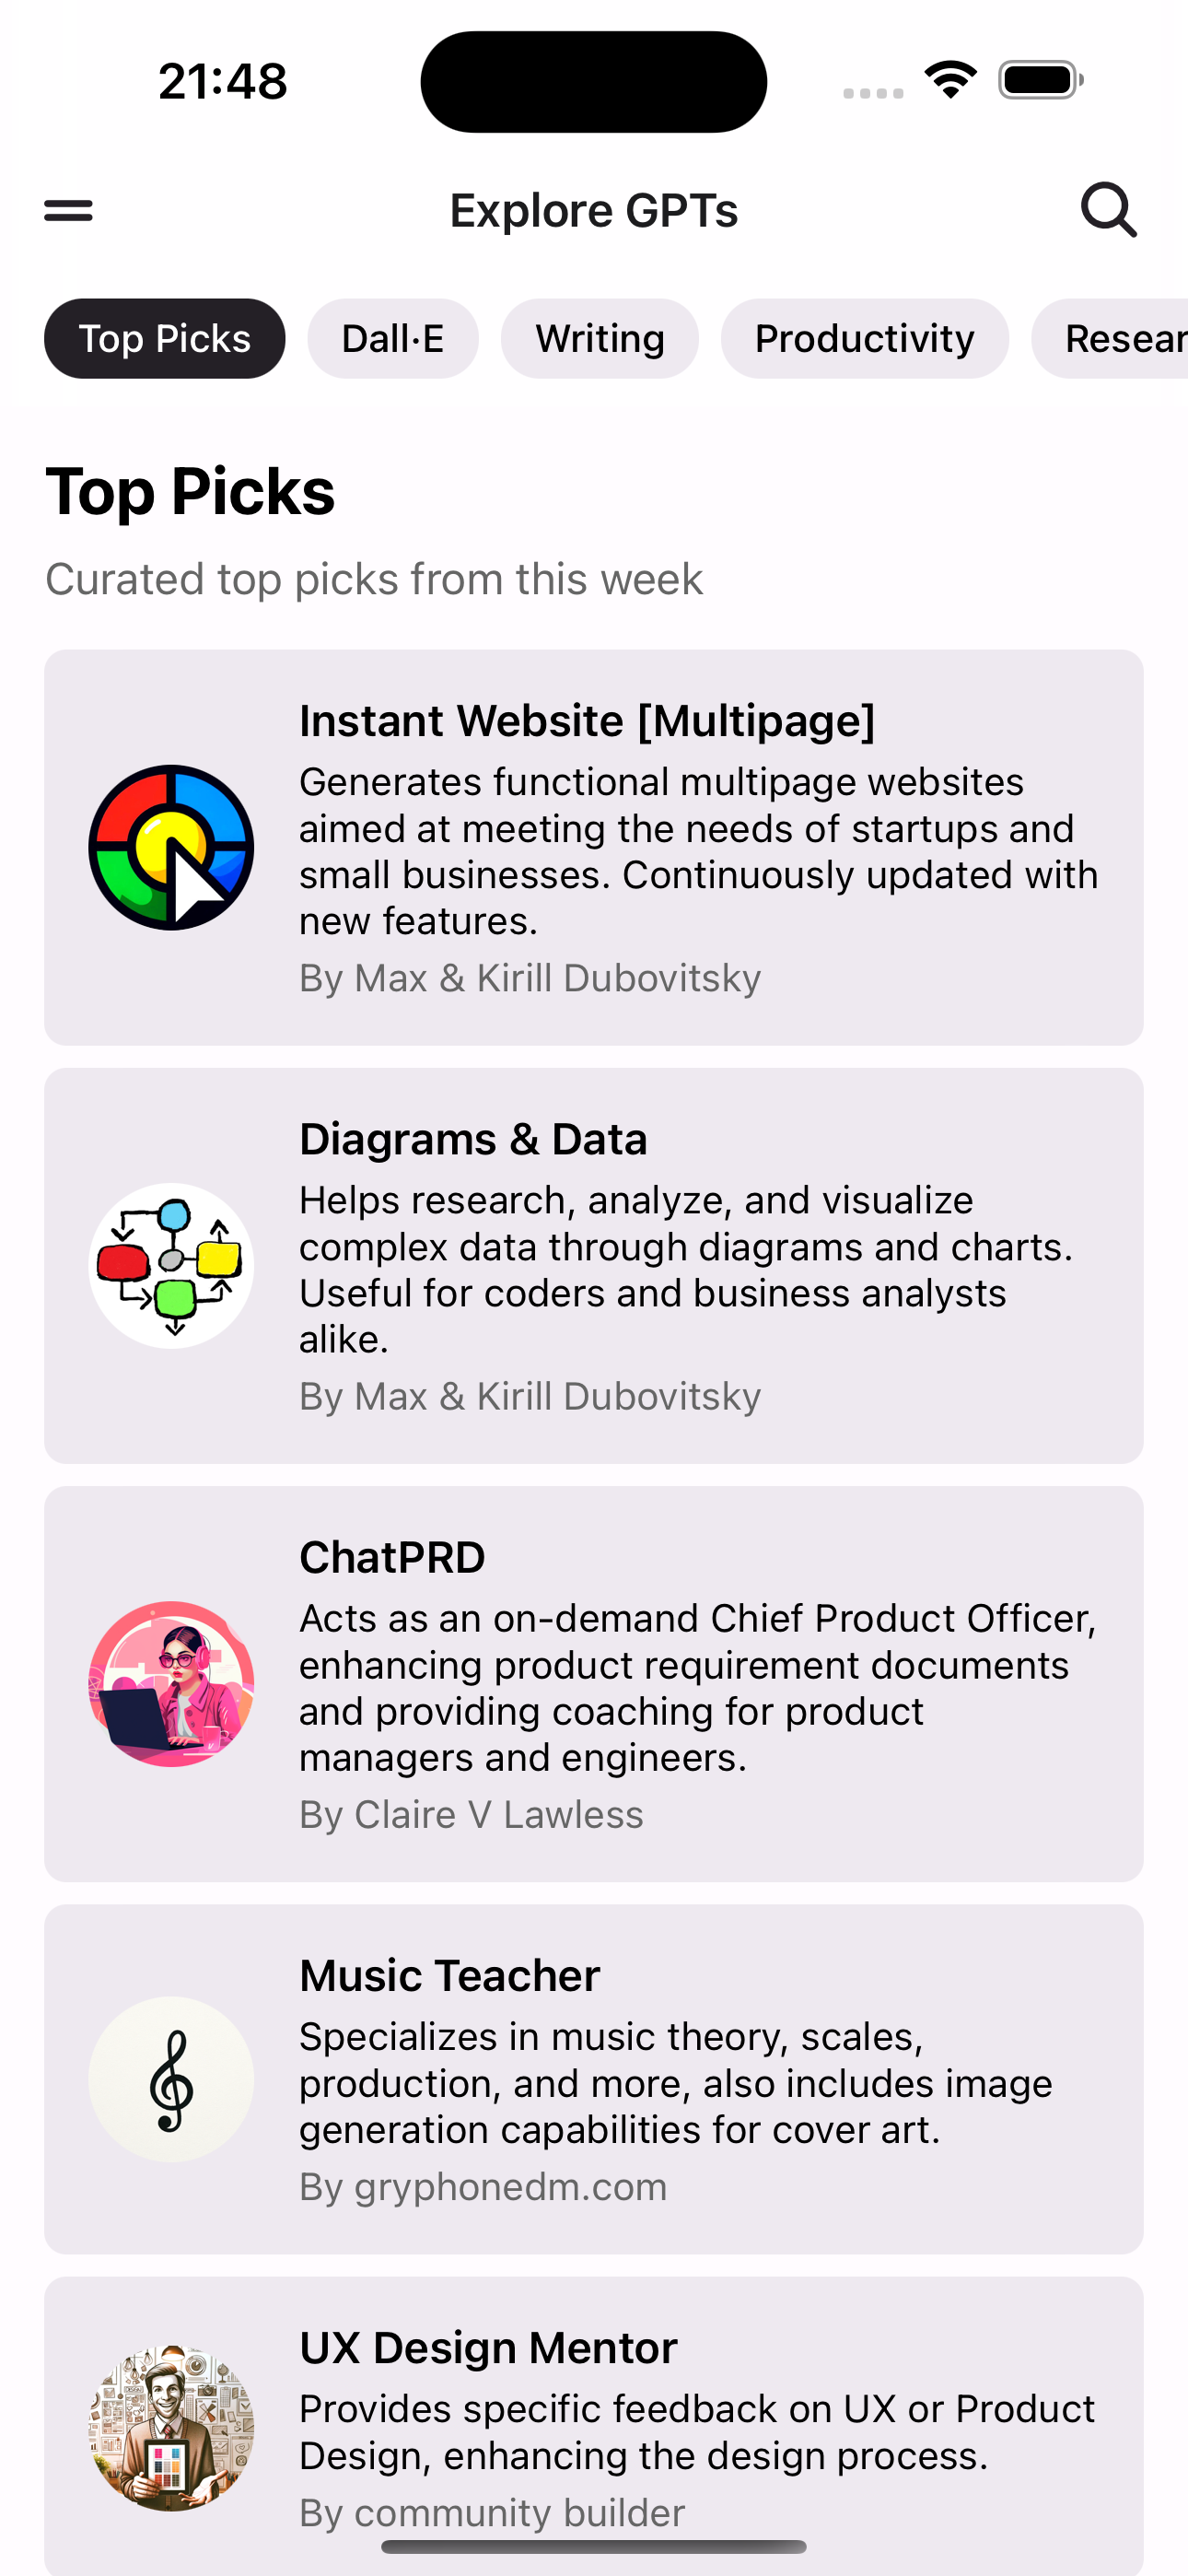 21:48
Explore GPTs
Top Picks
Dall·E
Writing
Productivity
Resear
Top Picks
Curated top picks from this week
Instant Website [Multipage]
Generates functional multipage websites
aimed at meeting the needs of startups and
small businesses. Continuously updated with
new features.
By Max & Kirill Dubovitsky
Diagrams & Data
Helps research, analyze, and visualize
complex data through diagrams and charts.
Useful for coders and business analysts
alike.
By Max & Kirill Dubovitsky
ChatPRD
Acts as an on-demand Chief Product Officer,
enhancing product requirement documents
and providing coaching for product
managers and engineers.
By Claire V Lawless
Music Teacher
Specializes in music theory, scales,
production, and more, also includes image
generation capabilities for cover art.
By gryphonedm.com
UX Design Mentor
Provides specific feedback on UX or Product
Design, enhancing the design process.
By community builder